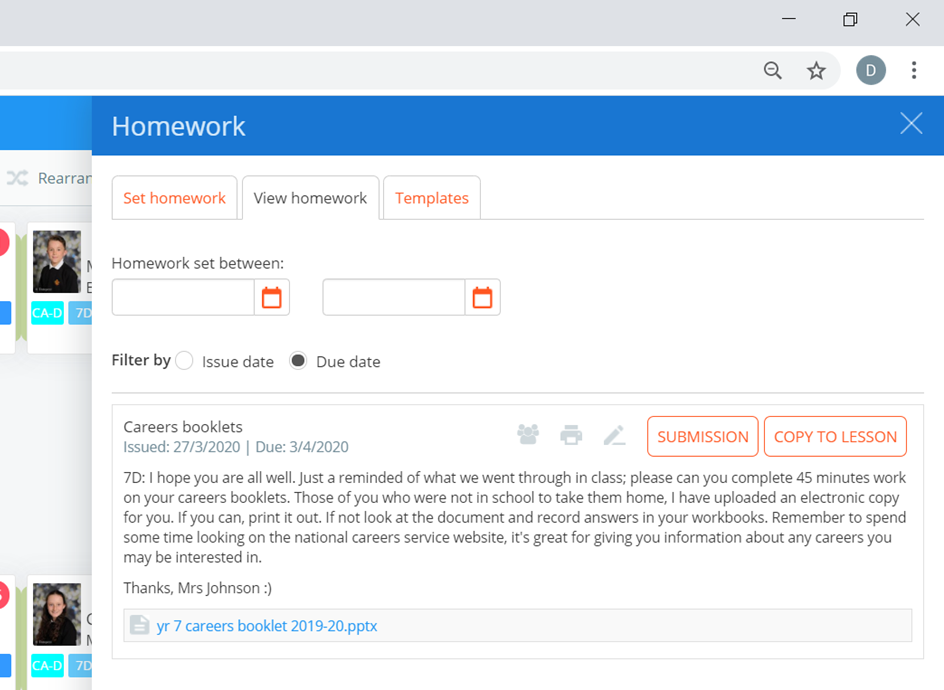 D
Homework
Rearran
Set homework
View homework
Templates
Homework set between:
Filter by Issue date Due date
CA-D 7D
Careers booklets
Issued: 27/3/2020 | Due: 3/4/2020
SUBMISSION
COPY TO LESSON
7D: I hope you are all well. Just a reminded of what we went through in class; please can you complete 45 minutes work
on your careers booklets. Those of you who were not in school to take them home, I have uploaded an electronic copy
for you. If you can, print it out. If not look at the document and record answers in your workbooks. Remember to spend
some time looking on the national careers service website, it's great for giving you information about any careers you
may be interested in.
Thanks, Mrs Johnson :)
yr 7 careers booklet 2019-20.pptx
CA-D 7D